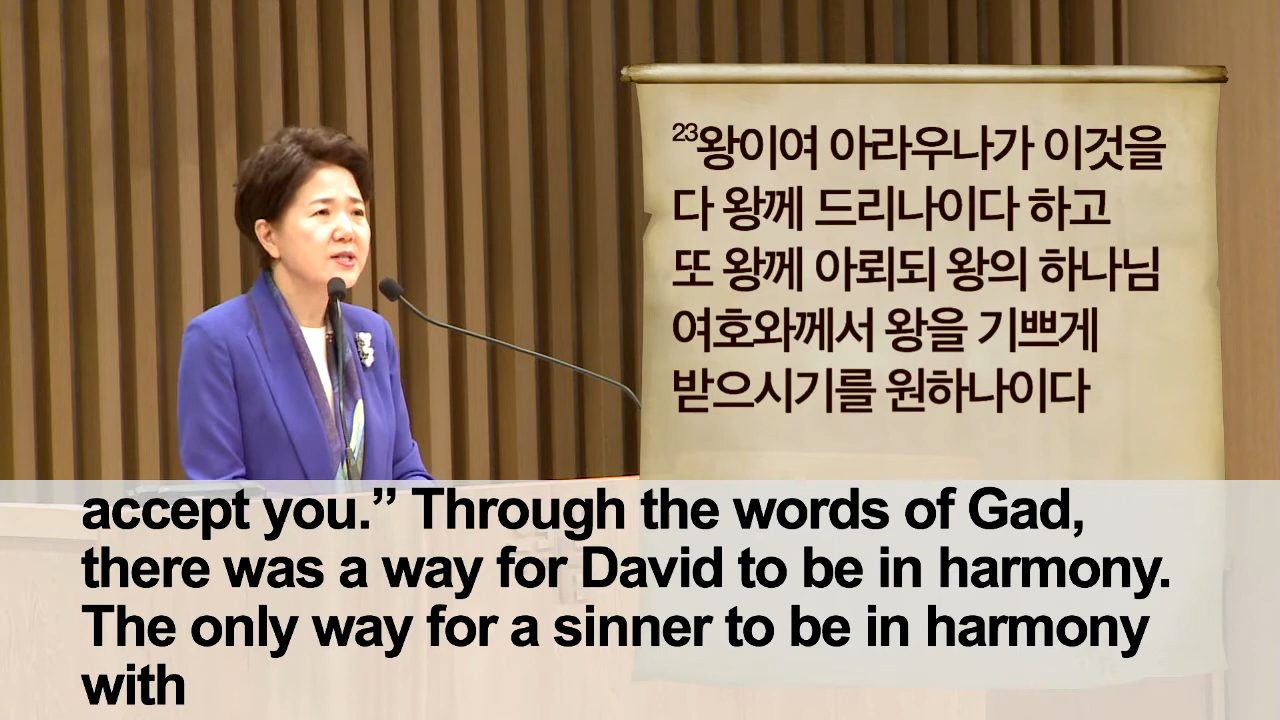 23왕이여 아라우나가 이것을
다 왕께 드리나이다 하고
또 왕께 아뢰되 왕의 하나님
여호와께서 왕을 기쁘게
받으시기를 원하나이다
accept you.” Through the words of Gad,
there was a way for David to be in harmony.
The only way for a sinner to be in harmony
with